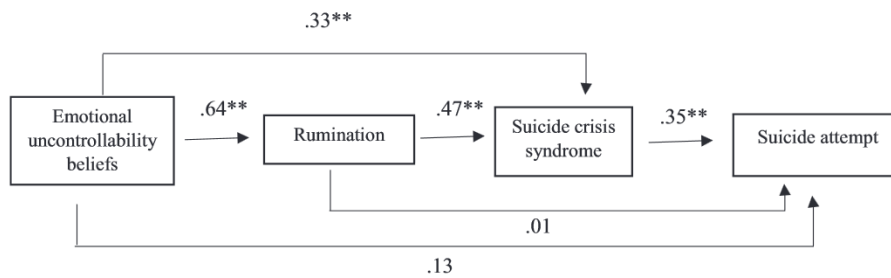 .33**
Emotional
uncontrollability
beliefs
.64**
Rumination
.47**
Suicide crisis
syndrome
.35**
Suicide attempt
.01
.13